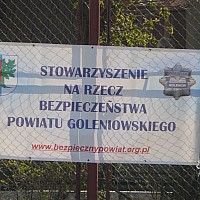 STOWARZYSZENIE
NA RZECZ
BEZPIECZEŃSTWA
POWIATU GOLENIOWSKIEGO
www.bezpiecznypowiat.org.pl